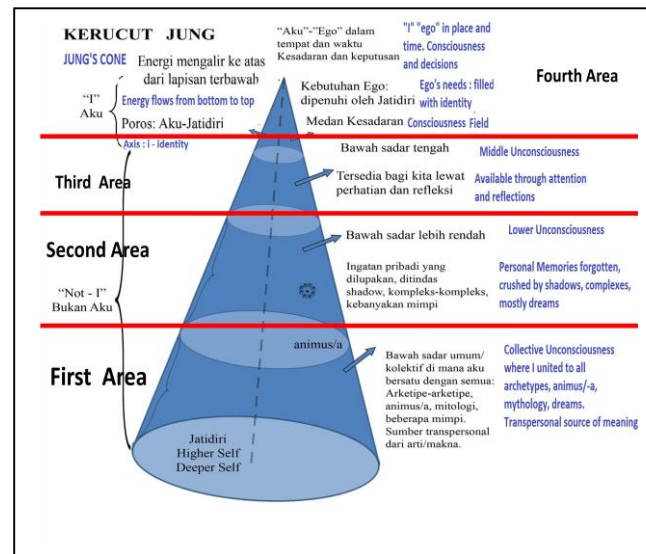 KERUCUT JUNG
JUNG'S CONE
Energi mengalir ke atas
dari lapisan terbawab
Energy flows from bottom to top
"I"
Aku
Poros: Aku-Jatidiri
Axis : i - identity
"Aku"-"Ego" dalam
tempat dan waktu
Kesadaran dan keputusan
"I" "ego" in place and
time. Consciousness
and decisions
Fourth Area
Kebutuhan Ego:
dipenuhi oleh Jatidiri
Ego's needs : filled
with identity
Medan Kesadaran
Consciousness Field
Third Area
Bawah sadar tengah
Middle Unconsciousness
Tersedia bagi kita lewat
perhatian dan refleksi
Available through attention
and reflections
Second Area
"Not - I"
Bukan Aku
Bawah sadar lebih rendah
Lower Unconsciousness
Ingatan pribadi yang
dilupakan, ditindas
shadow, kompleks-kompleks,
kebanyakan mimpi
Personal Memories forgotten,
crushed by shadows, complexes,
mostly dreams
First Area
animus/a
Bawah sadar umum/
kolektif di mana aku
bersatu dengan semua:
Arketipe-arketipe,
animus/a, mitologi,
beberapa mimpi.
Sumber transpersonal
dari arti/makna.
Collective Unconsciousness
where I united to all
archetypes, animus/-a,
mythology, dreams.
Transpersonal source of meaning
Jatidiri
Higher Self
Deeper Self